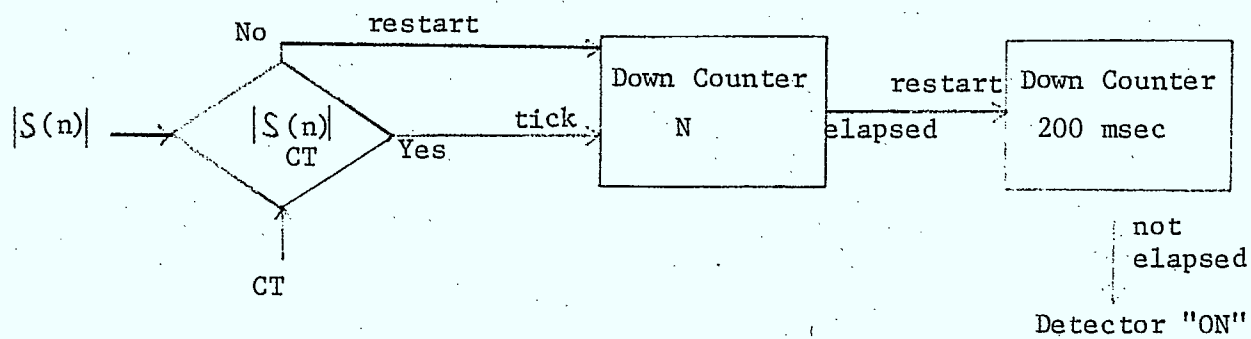 No
restart
|S(n)|
|S(n)|
CT
Yes
tick
CT
Down Counter
N
elapsed
restart
Down Counter
200 msec
not
elapsed
Detector "ON"